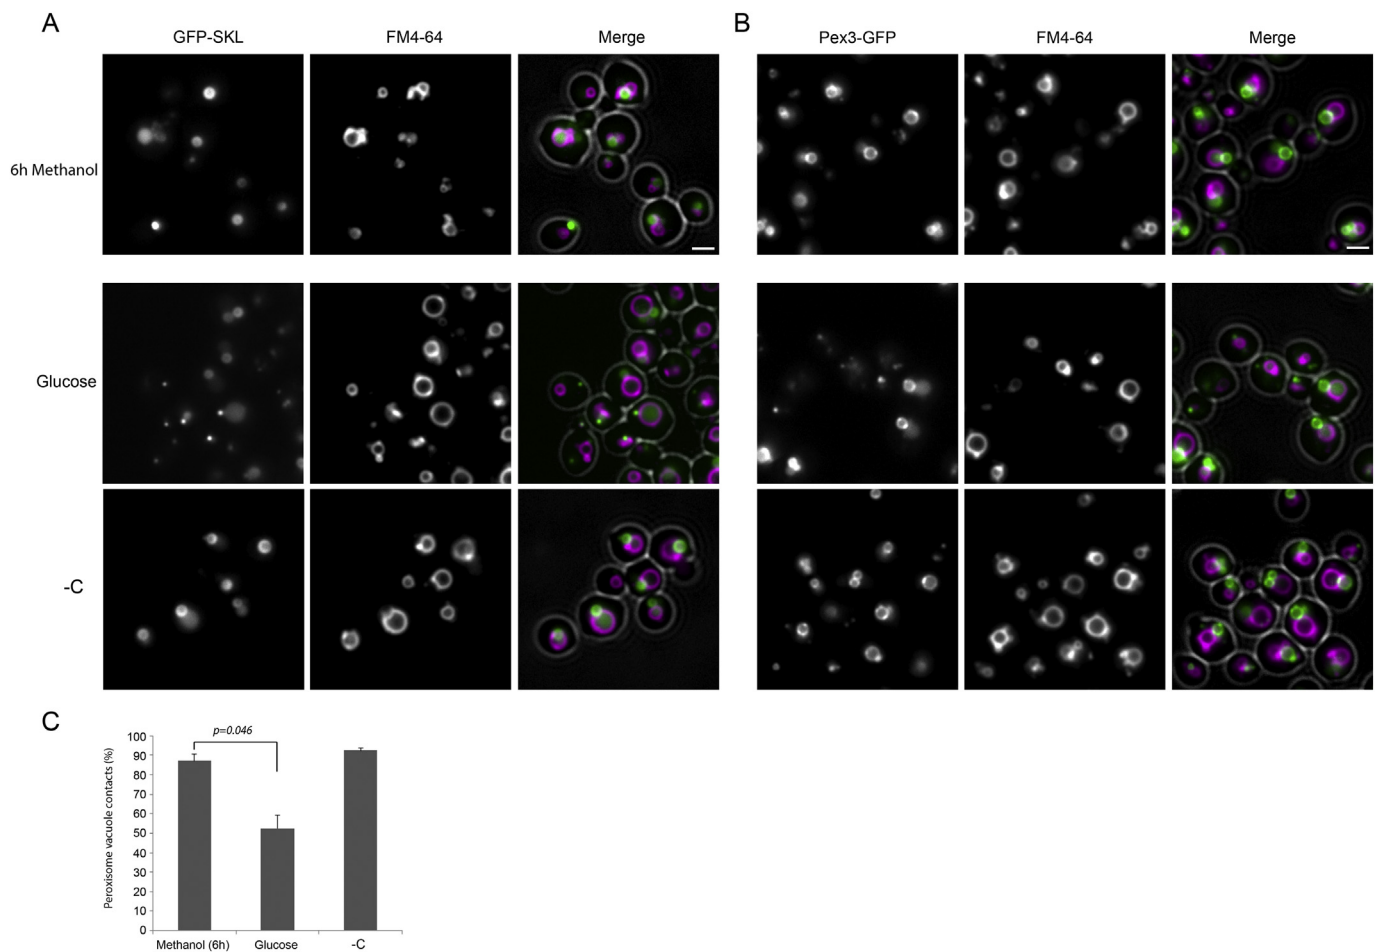 A
B
GFP-SKL
FM4-64
Merge
Pex3-GFP
FM4-64
Merge
6h Methanol
Glucose
-C
C
p=0.046
Peroxisome vacuole contacts (%)
100
90
80
70
60
50
40
30
20
10
0
Methanol (6h)
Glucose
-C